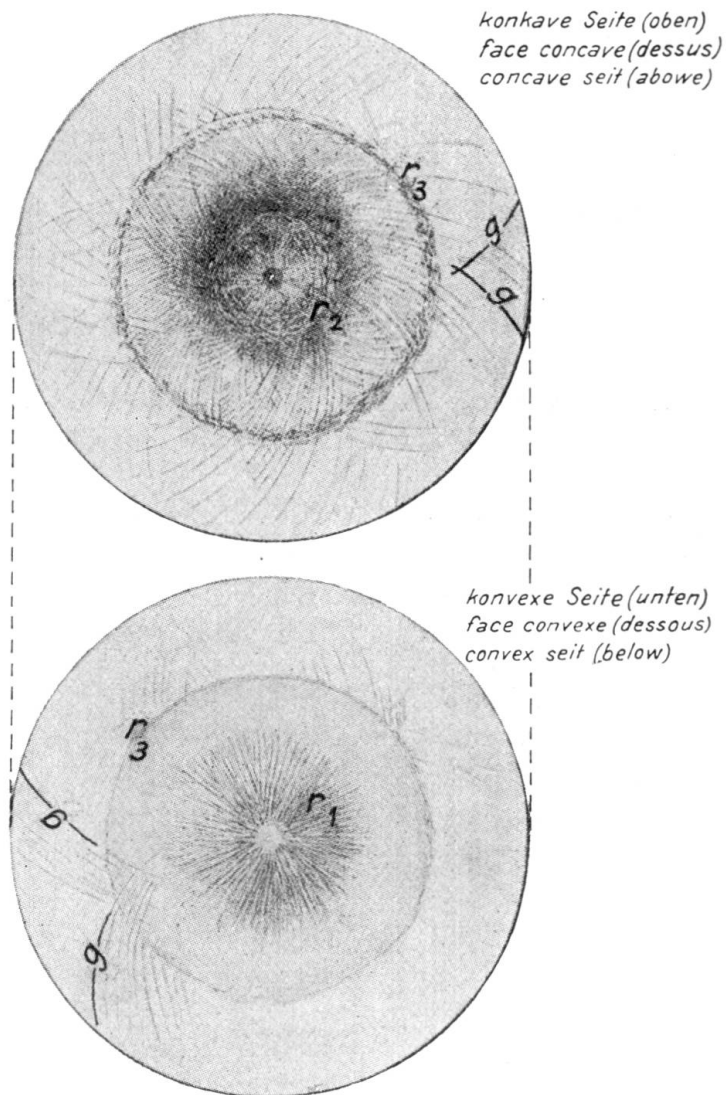 konkave Seite (oben)
face concave (dessus)
concave seit (abowe)
r3
g
g
r2
konvexe Seite (unten)
face convexe (dessous)
convex seit (below)
r3
r1
g
g